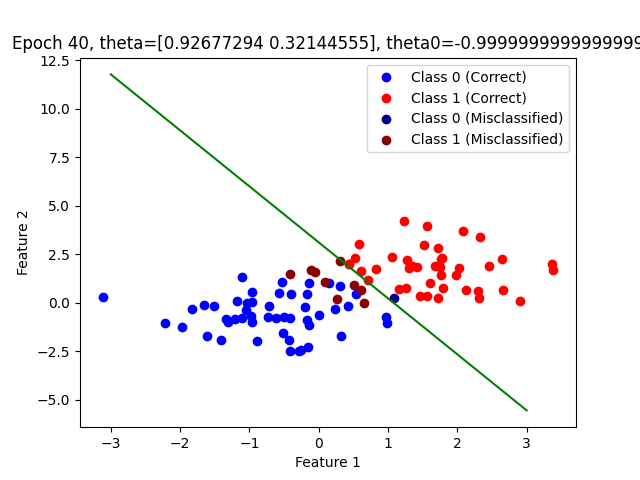 Epoch 40, theta=[0.92677294 0.32144555], theta0=-0.9999999999999999
12.5
10.0
7.5
5.0
2.5
0.0
−2.5
−5.0
Feature 2
Class 0 (Correct)
Class 1 (Correct)
Class 0 (Misclassified)
Class 1 (Misclassified)
−3 −2 −1 0 1 2 3
Feature 1